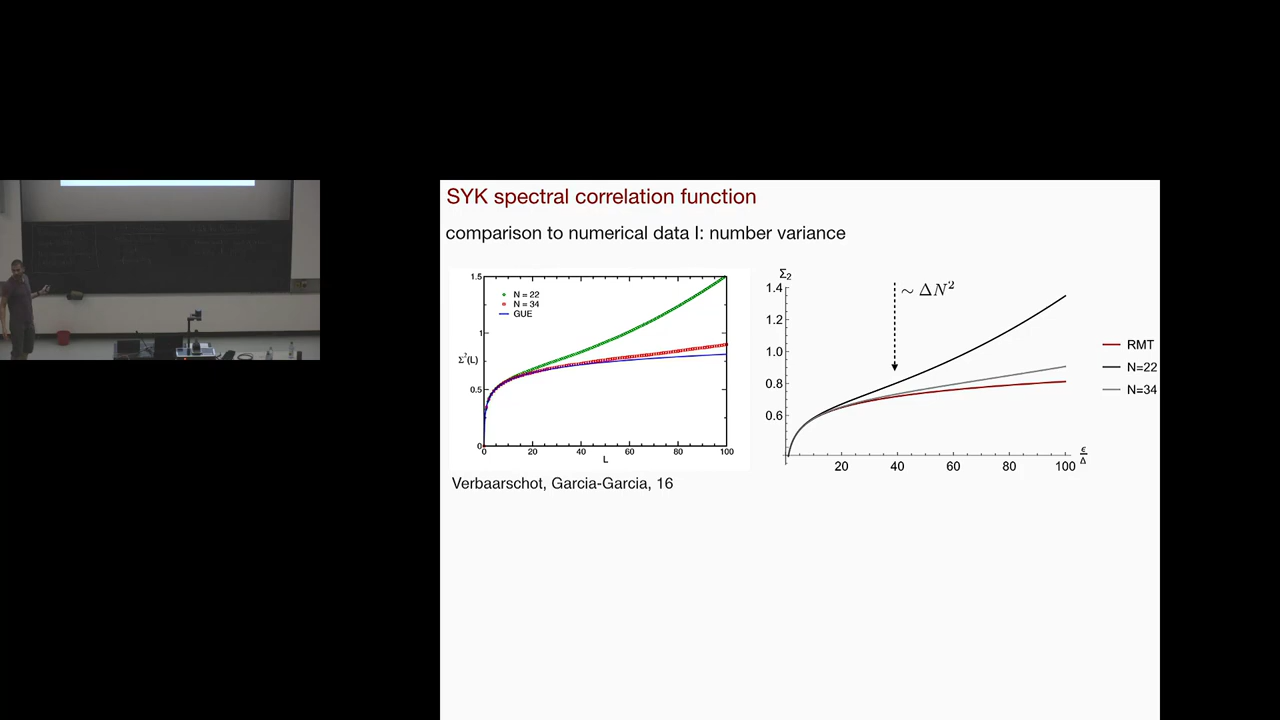 SYK spectral correlation function
comparison to numerical data I: number variance
1.5
1
0.5
0
Σ²(L)
N = 22
N = 34
GUE
0 20 40 60 80 100
L
Verbaarschot, Garcia-Garcia, 16
Σ₂
1.4
1.2
1.0
0.8
0.6
∼ ΔN²
20 40 60 80 100
ϵ/Δ
RMT
N=22
N=34